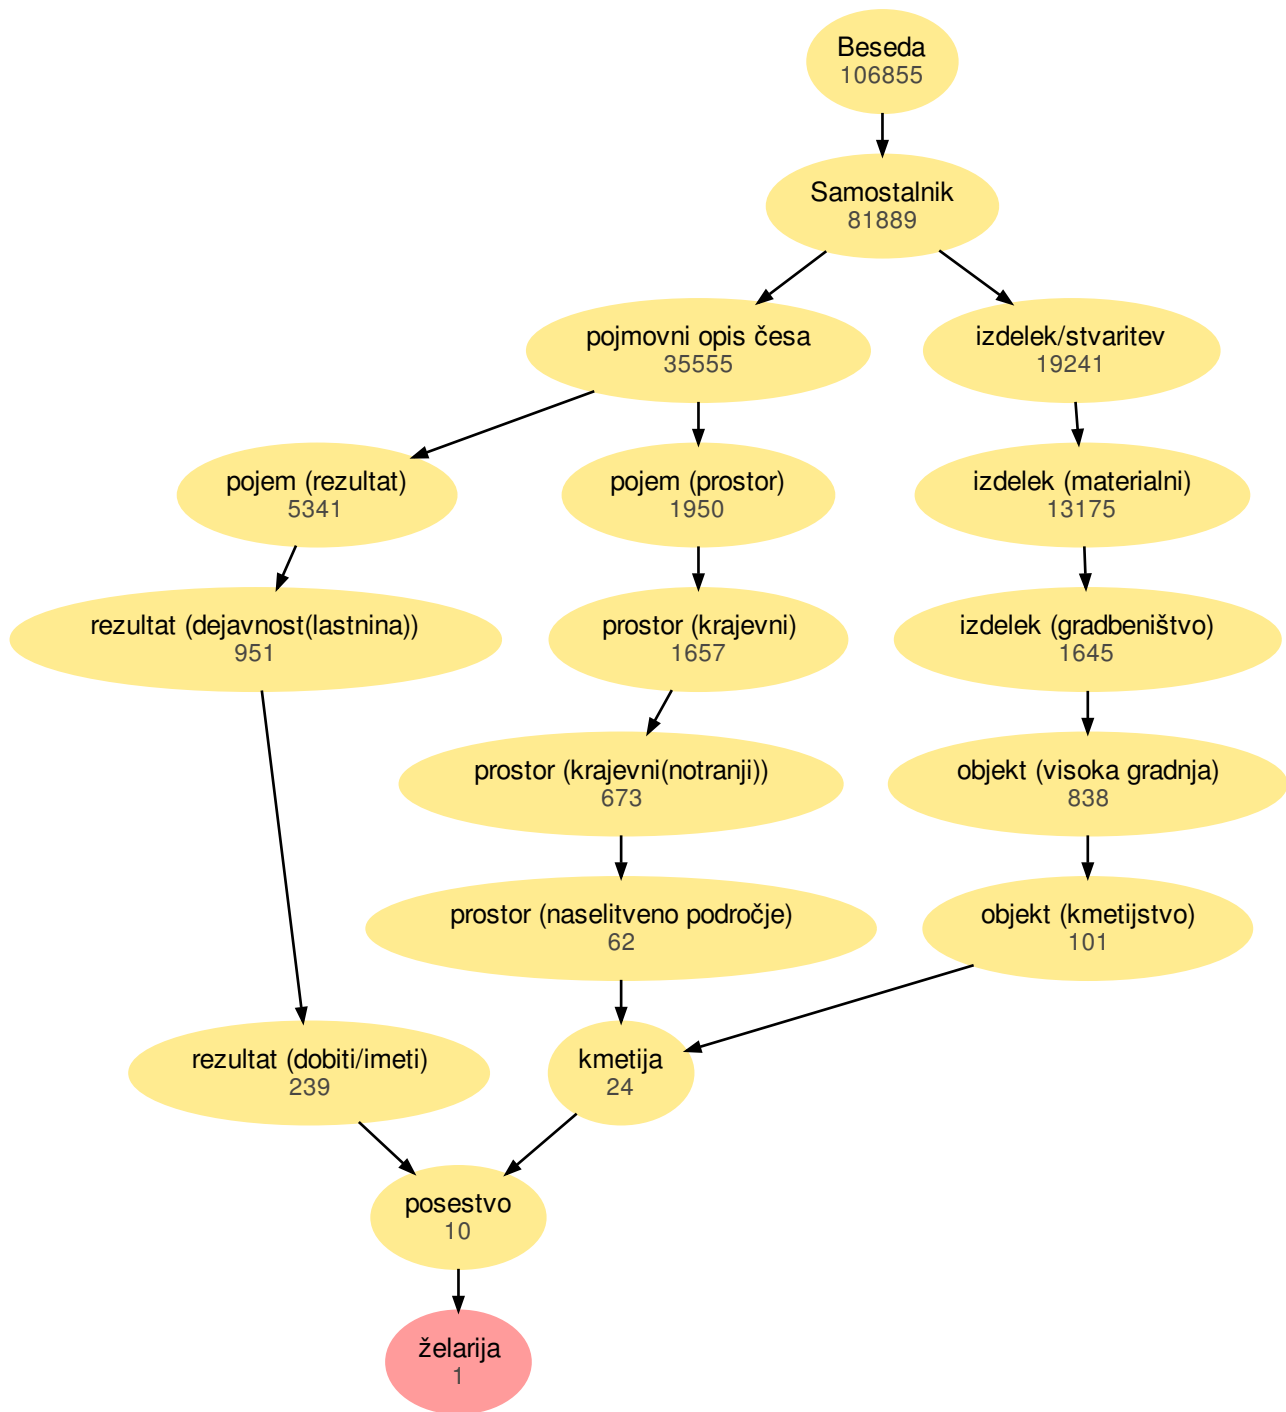 Beseda
106855
Samostalnik
81889
pojmovni opis česa
35555
izdelek/stvaritev
19241
pojem (rezultat)
5341
pojem (prostor)
1950
izdelek (materialni)
13175
rezultat (dejavnost(lastnina))
951
prostor (krajevni)
1657
izdelek (gradbeništvo)
1645
prostor (krajevni(notranji))
673
objekt (visoka gradnja)
838
prostor (naselitveno področje)
62
objekt (kmetijstvo)
101
rezultat (dobiti/imeti)
239
kmetija
24
posestvo
10
želarija
1